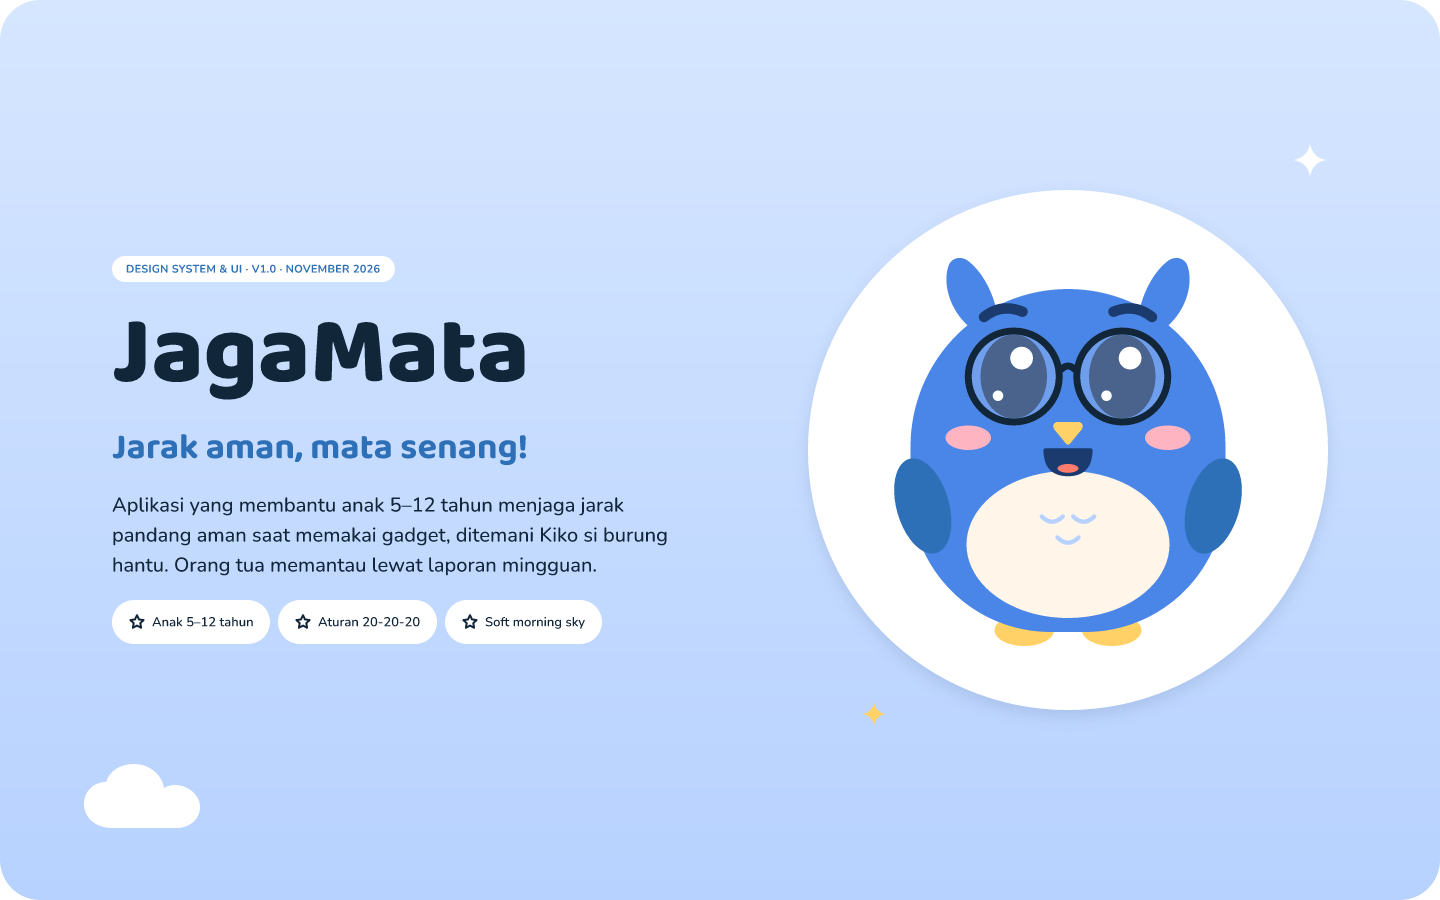 DESIGN SYSTEM & UI · V1.0 · NOVEMBER 2026
JagaMata
Jarak aman, mata senang!
Aplikasi yang membantu anak 5–12 tahun menjaga jarak
pandang aman saat memakai gadget, ditemani Kiko si burung
hantu. Orang tua memantau lewat laporan mingguan.
Anak 5–12 tahun
Aturan 20-20-20
Soft morning sky